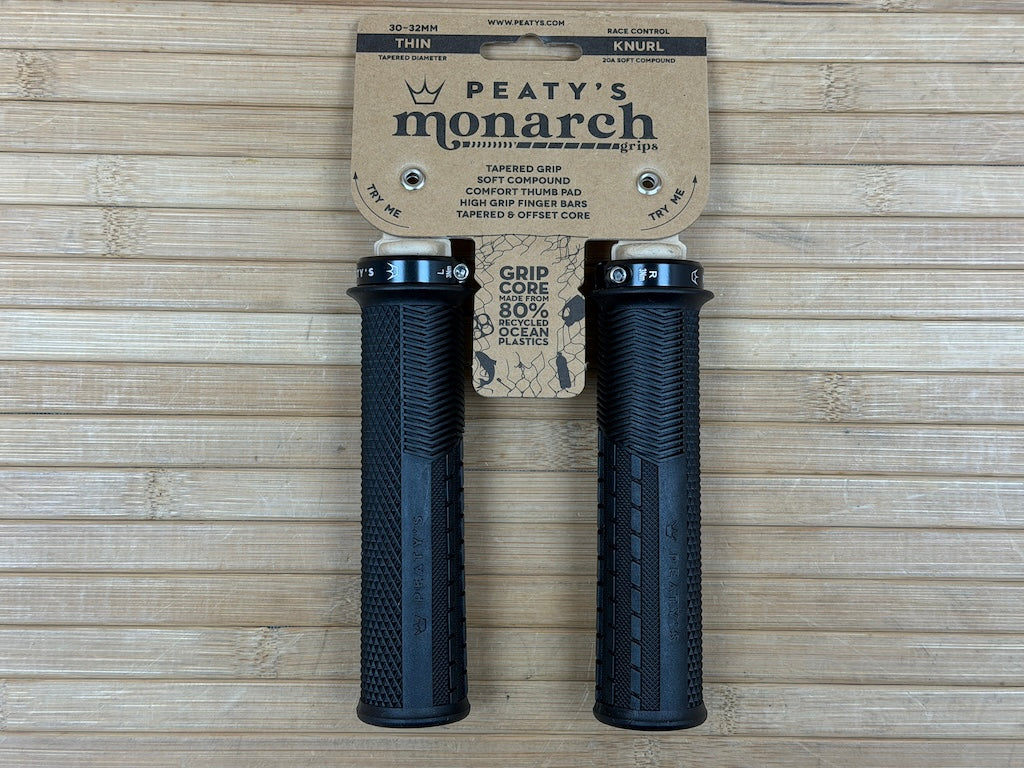 WWW.PEATYS.COM
30-32MM
THIN
TAPERED DIAMETER
RACE CONTROL
KNURL
20A SOFT COMPOUND
PEATY'S
monarch
grips
TAPERED GRIP
SOFT COMPOUND
COMFORT THUMB PAD
HIGH GRIP FINGER BARS
TAPERED & OFFSET CORE
TRY ME
TRY ME
GRIP
CORE
MADE FROM
80%
RECYCLED
OCEAN
PLASTICS
TY'S
L
R
PEATY'S
PEATY'S